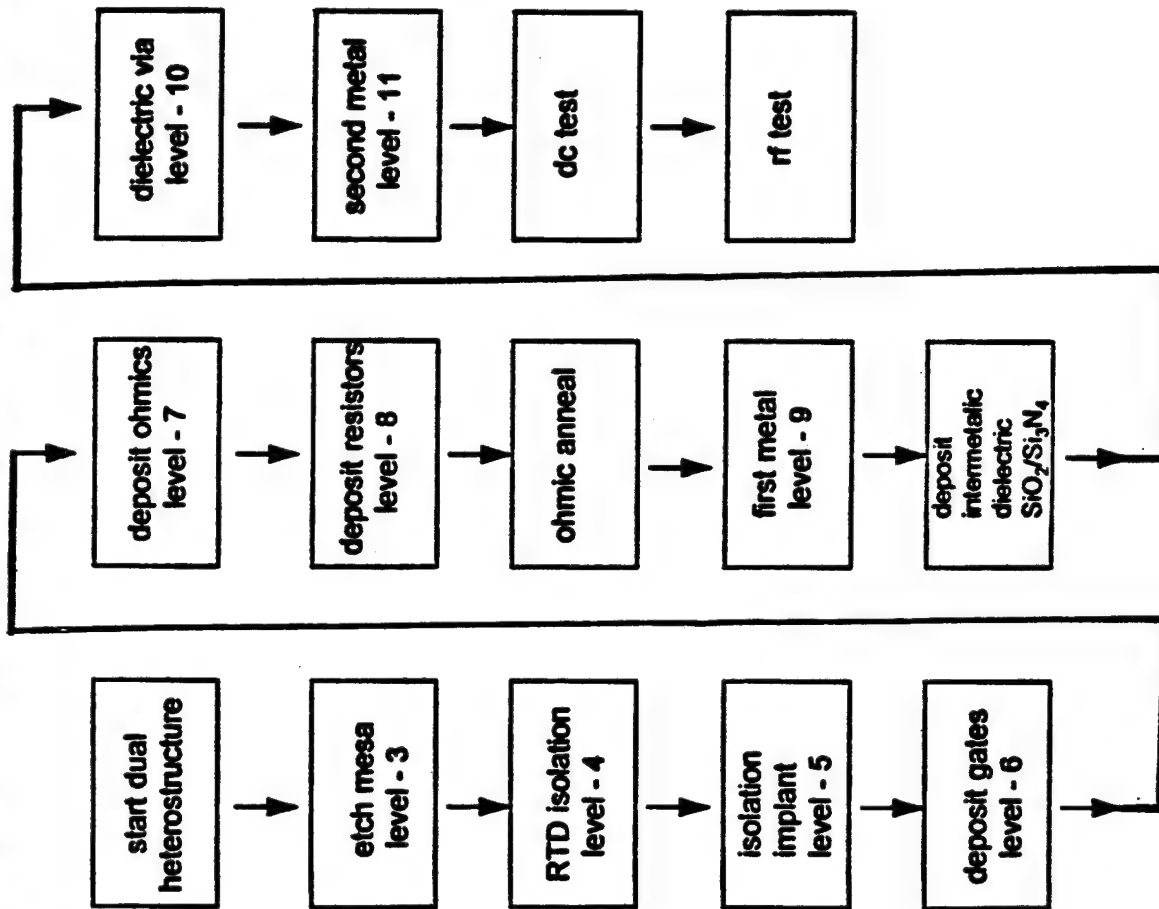 start dual
heterostructure
etch mesa
level - 3
RTD isolation
level - 4
isolation
implant
level - 5
deposit gates
level - 6
deposit ohmics
level - 7
deposit resistors
level - 8
ohmic anneal
first metal
level - 9
deposit
intermetalic
dielectric
SiO₂/Si₃N₄
dielectric via
level - 10
second metal
level - 11
dc test
rf test